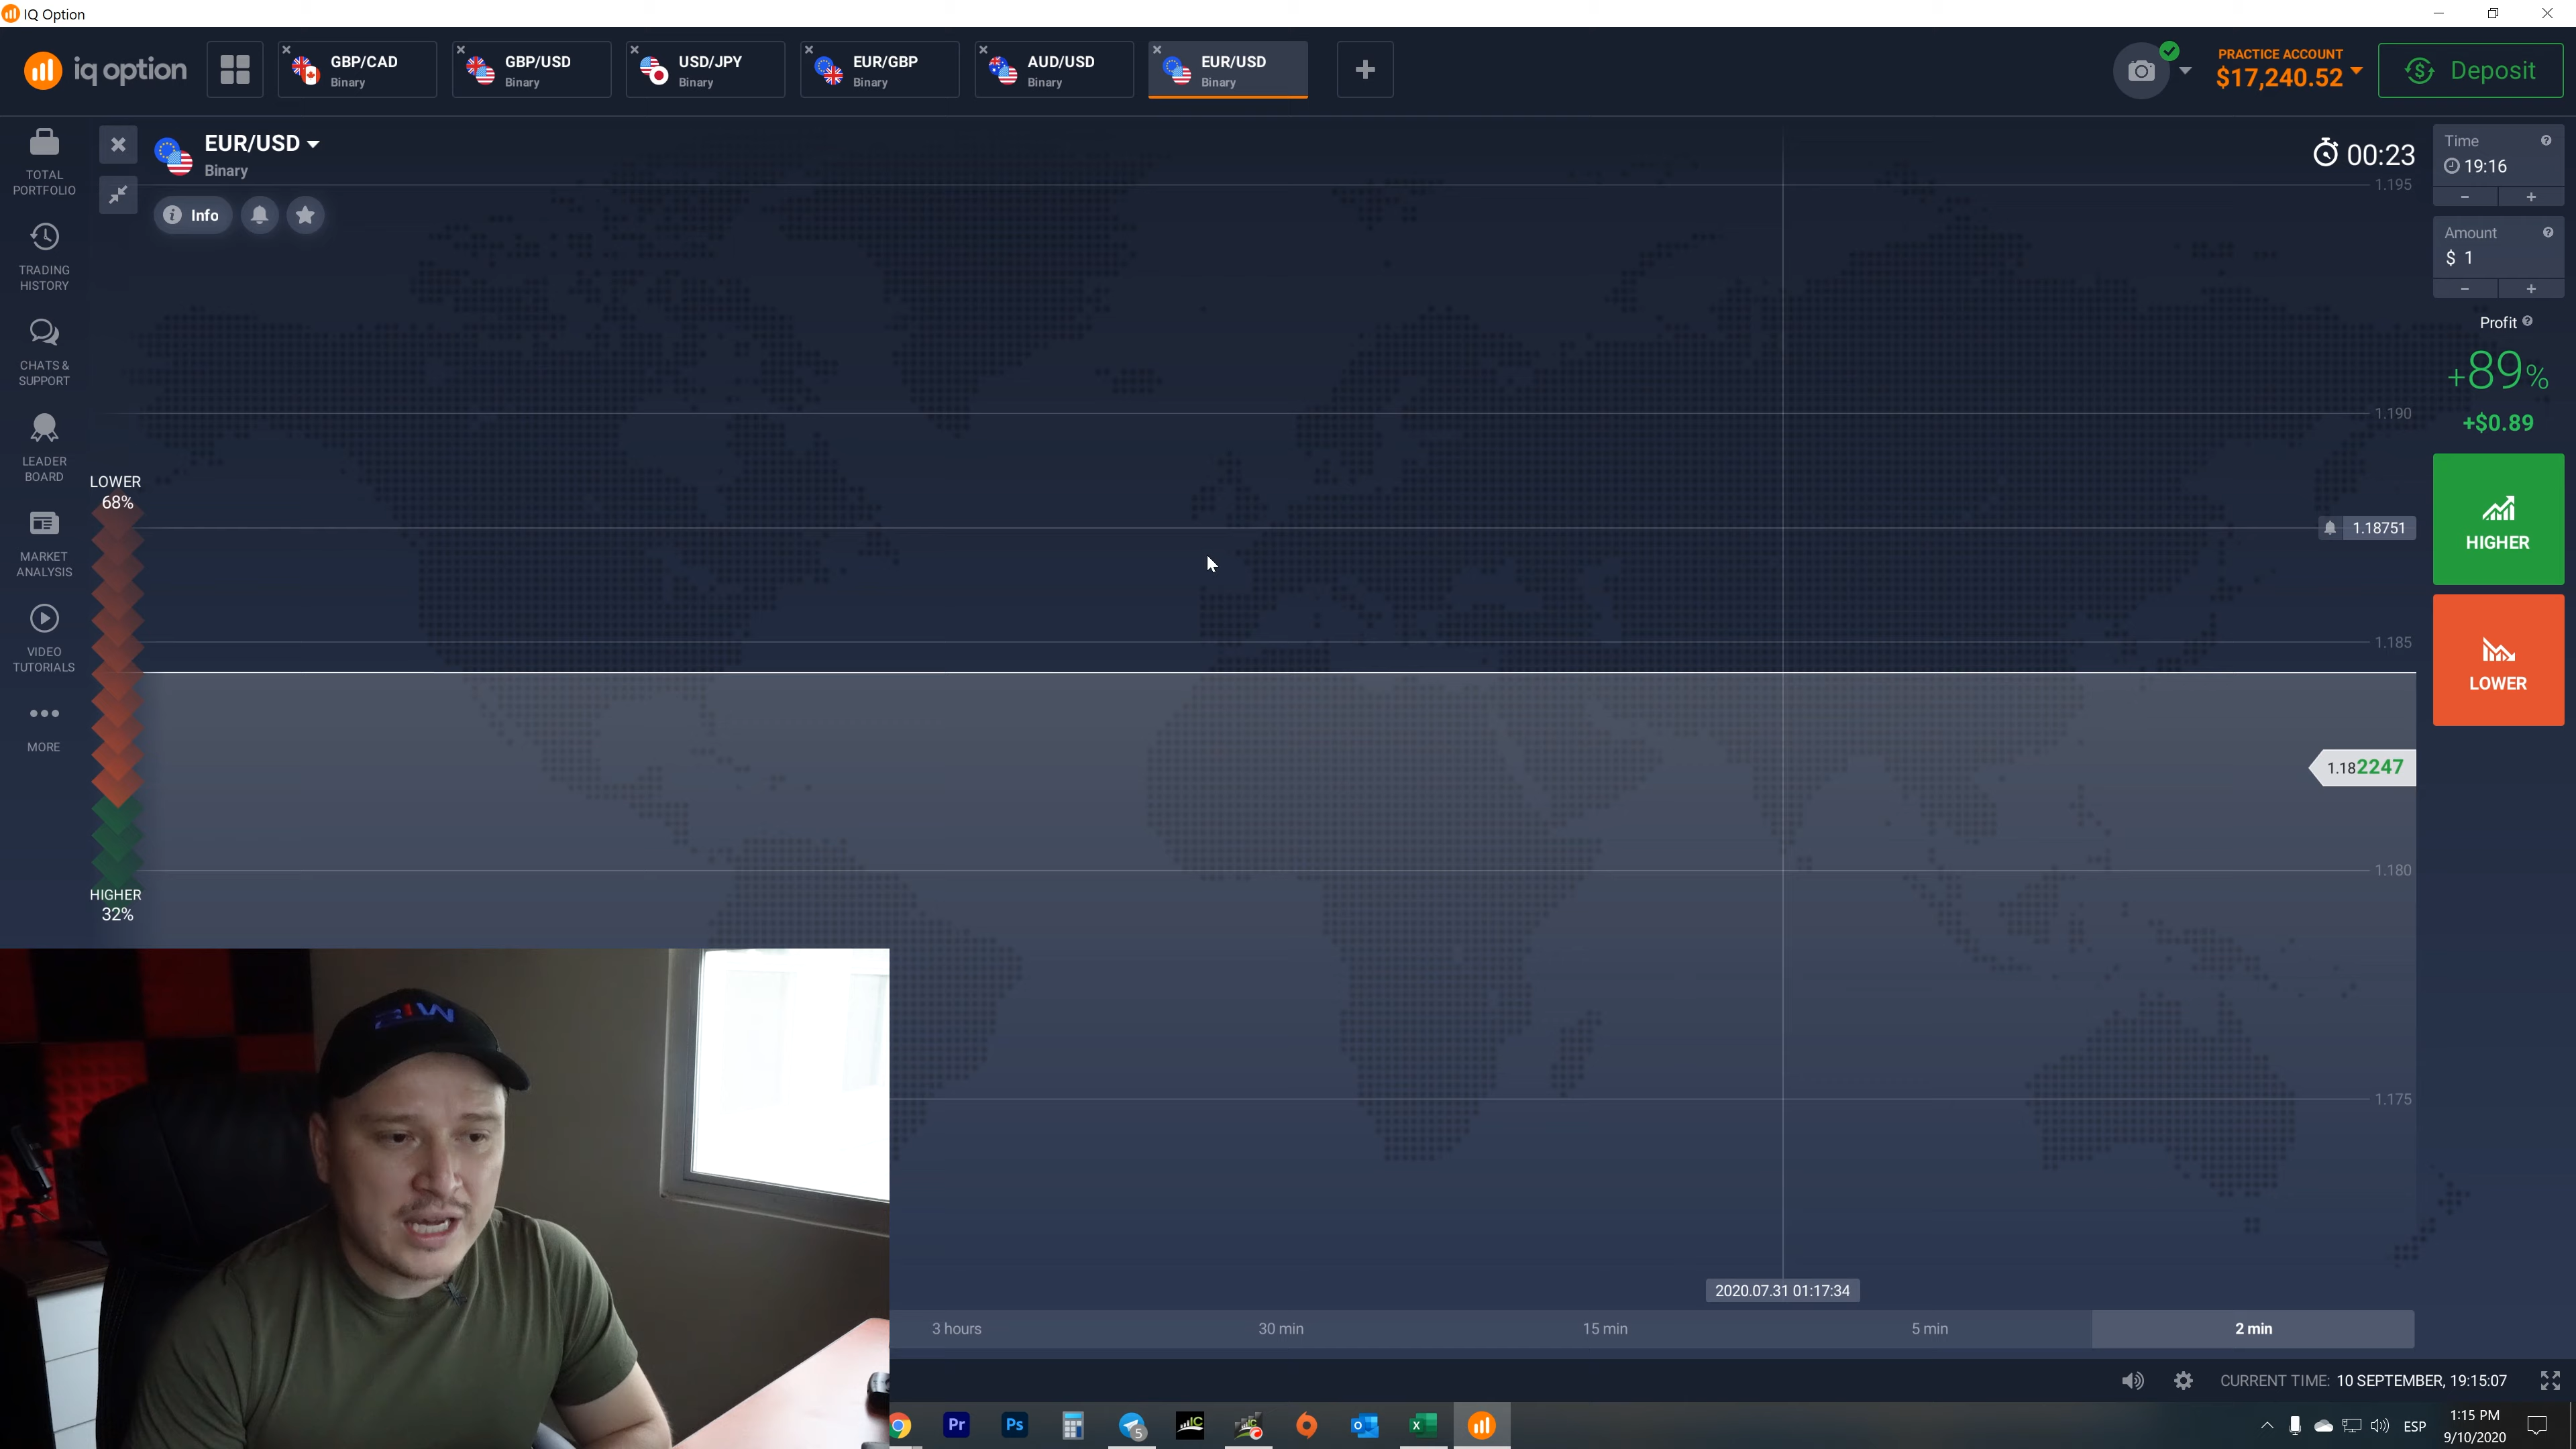 IQ Option
iq option
GBP/CAD
Binary
GBP/USD
Binary
USD/JPY
Binary
EUR/GBP
Binary
AUD/USD
Binary
EUR/USD
Binary
PRACTICE ACCOUNT
$17,240.52
Deposit
TOTAL
PORTFOLIO
TRADING
HISTORY
CHATS &
SUPPORT
LEADER
BOARD
MARKET
ANALYSIS
VIDEO
TUTORIALS
MORE
EUR/USD
Binary
Info
00:23
LOWER
68%
HIGHER
32%
1.195
1.190
1.18751
1.185
1.182247
1.180
1.175
Time
19:16
- +
Amount
$ 1
- +
Profit
+89%
+$0.89
HIGHER
LOWER
2020.07.31 01:17:34
3 hours
30 min
15 min
5 min
2 min
CURRENT TIME: 10 SEPTEMBER, 19:15:07
Pr
Ps
5
IC
ESP
1:15 PM
9/10/2020